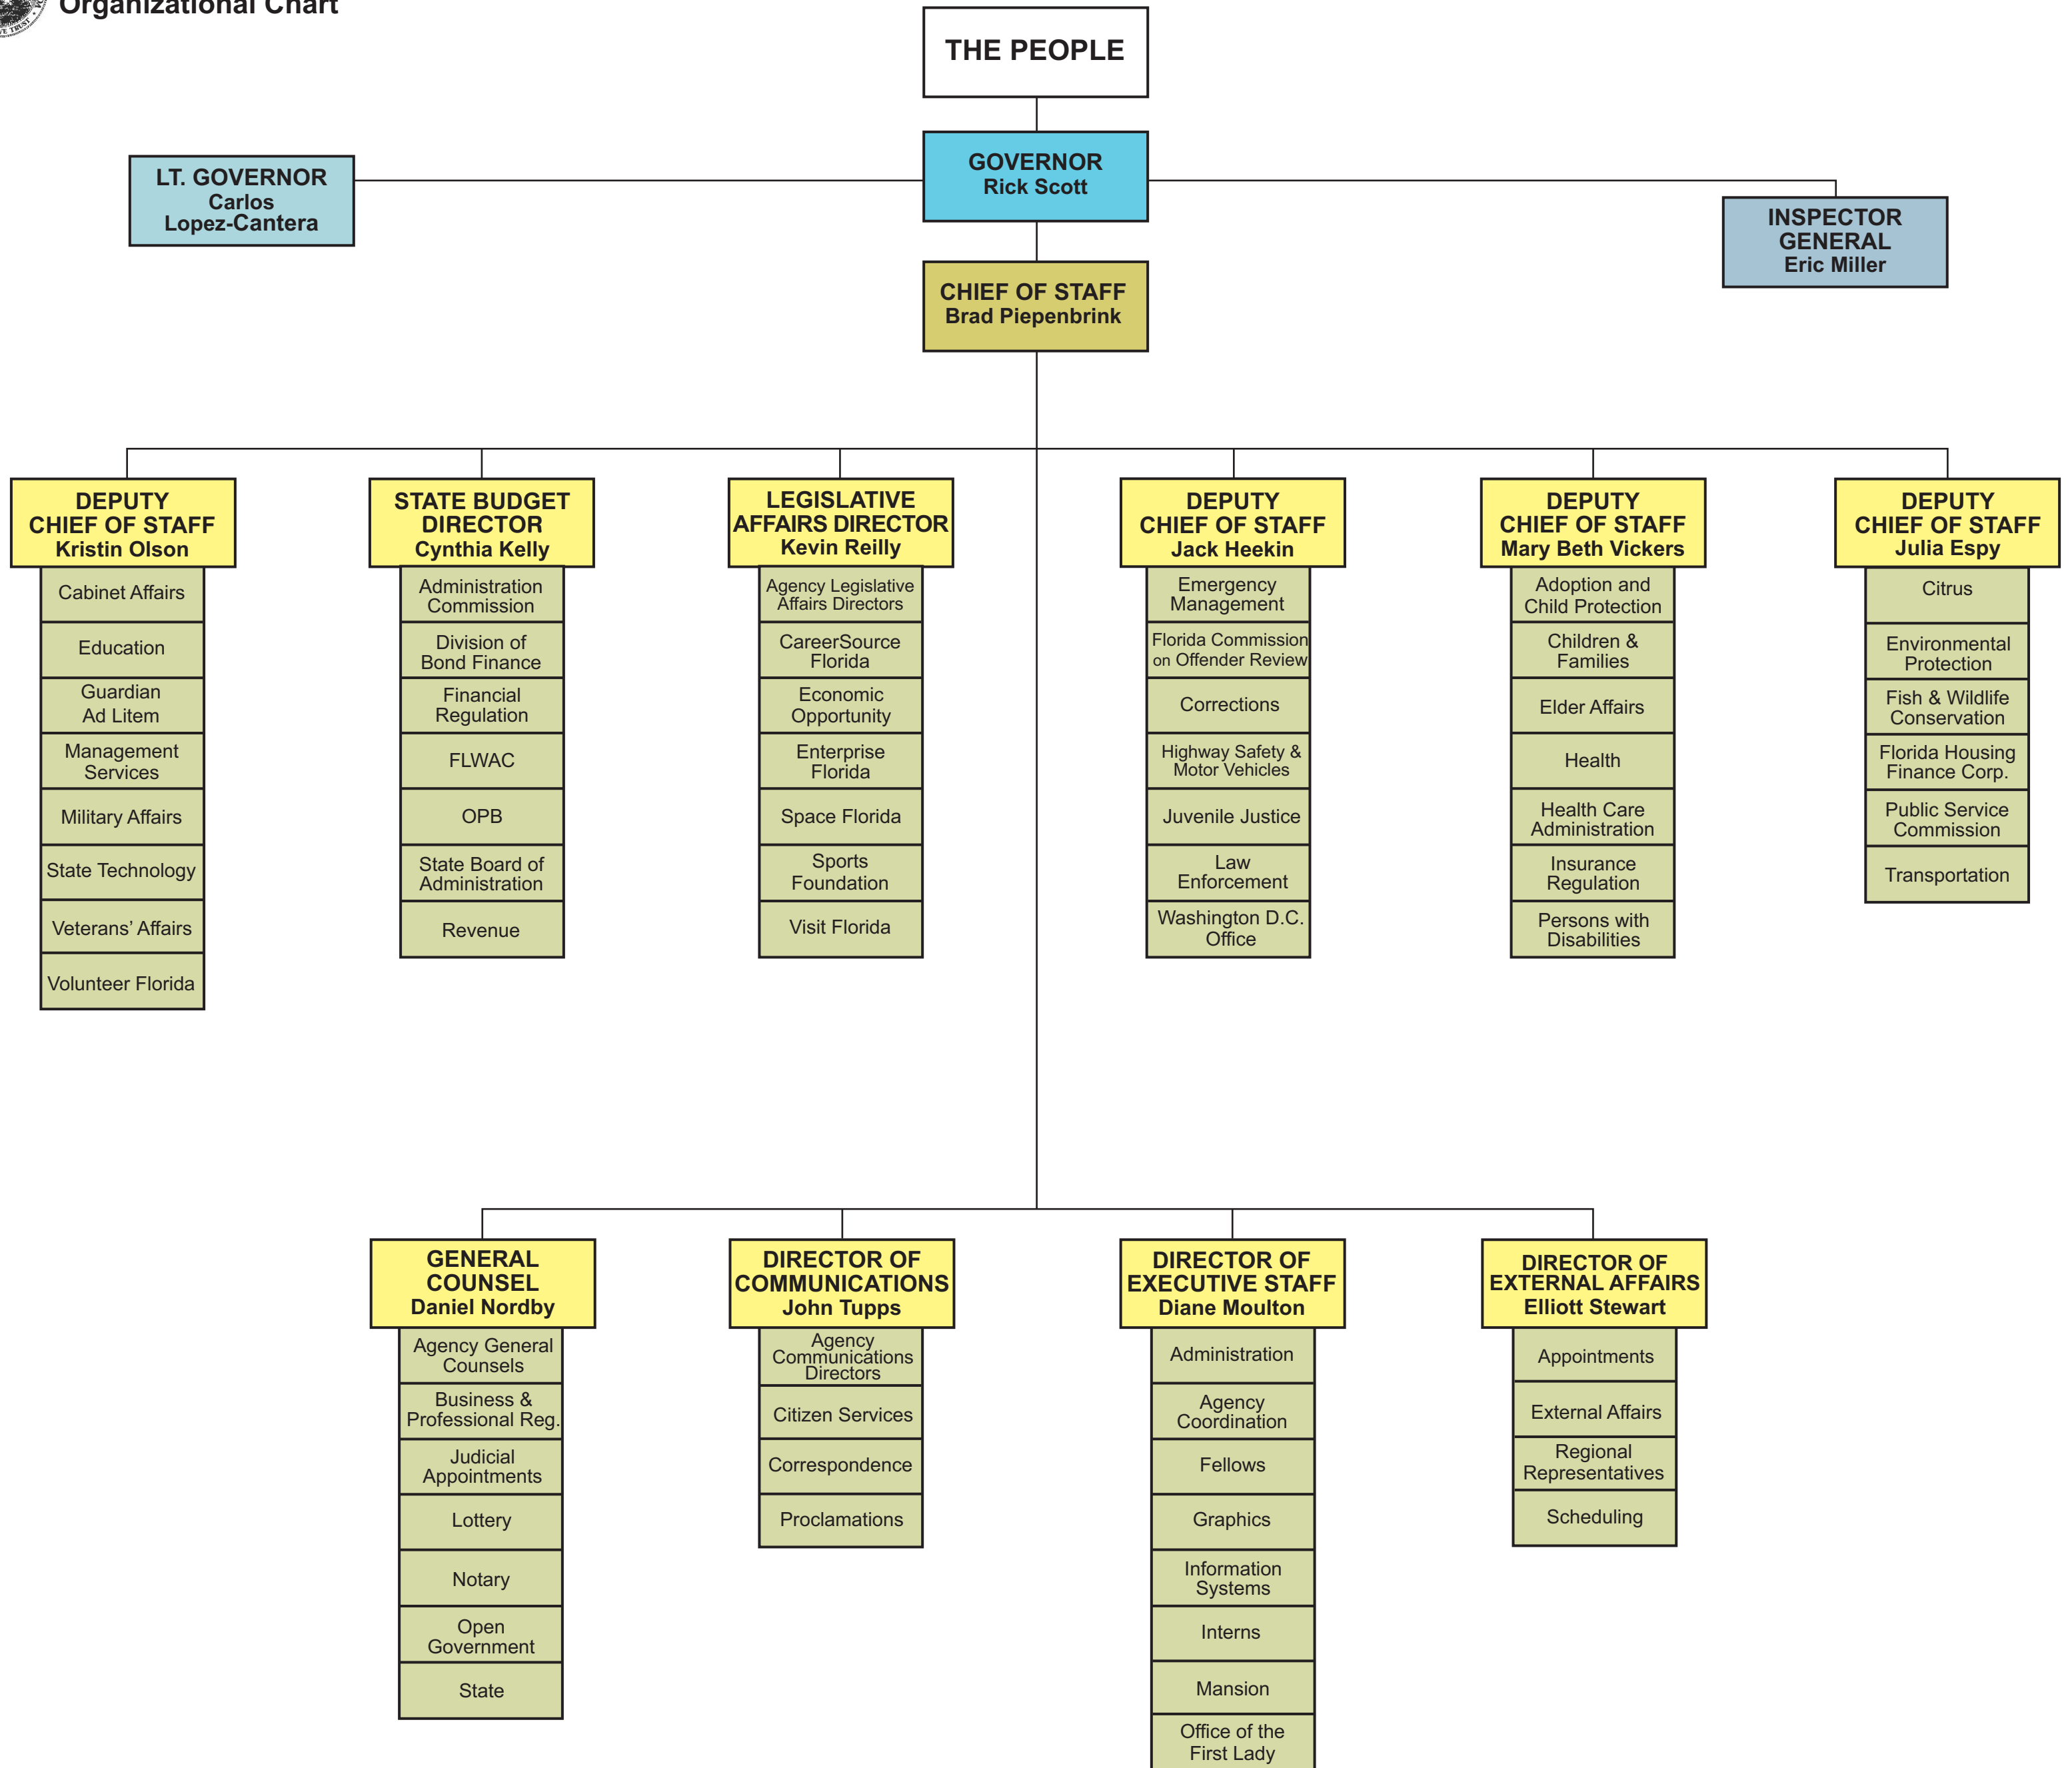 Organizational Chart
THE PEOPLE
GOVERNOR
Rick Scott
LT. GOVERNOR
Carlos
Lopez-Cantera
INSPECTOR
GENERAL
Eric Miller
CHIEF OF STAFF
Brad Piepenbrink
DEPUTY
CHIEF OF STAFF
Kristin Olson
Cabinet Affairs
Education
Guardian
Ad Litem
Management
Services
Military Affairs
State Technology
Veterans’ Affairs
Volunteer Florida
STATE BUDGET
DIRECTOR
Cynthia Kelly
Administration
Commission
Division of
Bond Finance
Financial
Regulation
FLWAC
OPB
State Board of
Administration
Revenue
LEGISLATIVE
AFFAIRS DIRECTOR
Kevin Reilly
Agency Legislative
Affairs Directors
CareerSource
Florida
Economic
Opportunity
Enterprise
Florida
Space Florida
Sports
Foundation
Visit Florida
DEPUTY
CHIEF OF STAFF
Jack Heekin
Emergency
Management
Florida Commission
on Offender Review
Corrections
Highway Safety &
Motor Vehicles
Juvenile Justice
Law
Enforcement
Washington D.C.
Office
DEPUTY
CHIEF OF STAFF
Mary Beth Vickers
Adoption and
Child Protection
Children &
Families
Elder Affairs
Health
Health Care
Administration
Insurance
Regulation
Persons with
Disabilities
DEPUTY
CHIEF OF STAFF
Julia Espy
Citrus
Environmental
Protection
Fish & Wildlife
Conservation
Florida Housing
Finance Corp.
Public Service
Commission
Transportation
GENERAL
COUNSEL
Daniel Nordby
Agency General
Counsels
Business &
Professional Reg.
Judicial
Appointments
Lottery
Notary
Open
Government
State
DIRECTOR OF
COMMUNICATIONS
John Tupps
Agency
Communications
Directors
Citizen Services
Correspondence
Proclamations
DIRECTOR OF
EXECUTIVE STAFF
Diane Moulton
Administration
Agency
Coordination
Fellows
Graphics
Information
Systems
Interns
Mansion
Office of the
First Lady
DIRECTOR OF
EXTERNAL AFFAIRS
Elliott Stewart
Appointments
External Affairs
Regional
Representatives
Scheduling